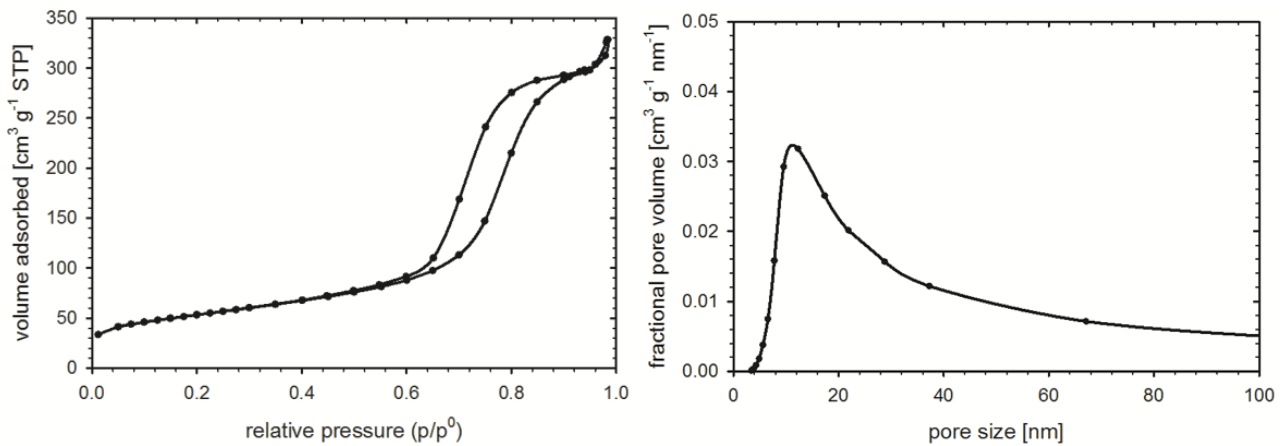 350
300
250
200
150
100
50
0
volume adsorbed [cm³ g⁻¹ STP]
0.0 0.2 0.4 0.6 0.8 1.0
relative pressure (p/p⁰)
0.05
0.04
0.03
0.02
0.01
0.00
fractional pore volume [cm³ g⁻¹ nm⁻¹]
0 20 40 60 80 100
pore size [nm]